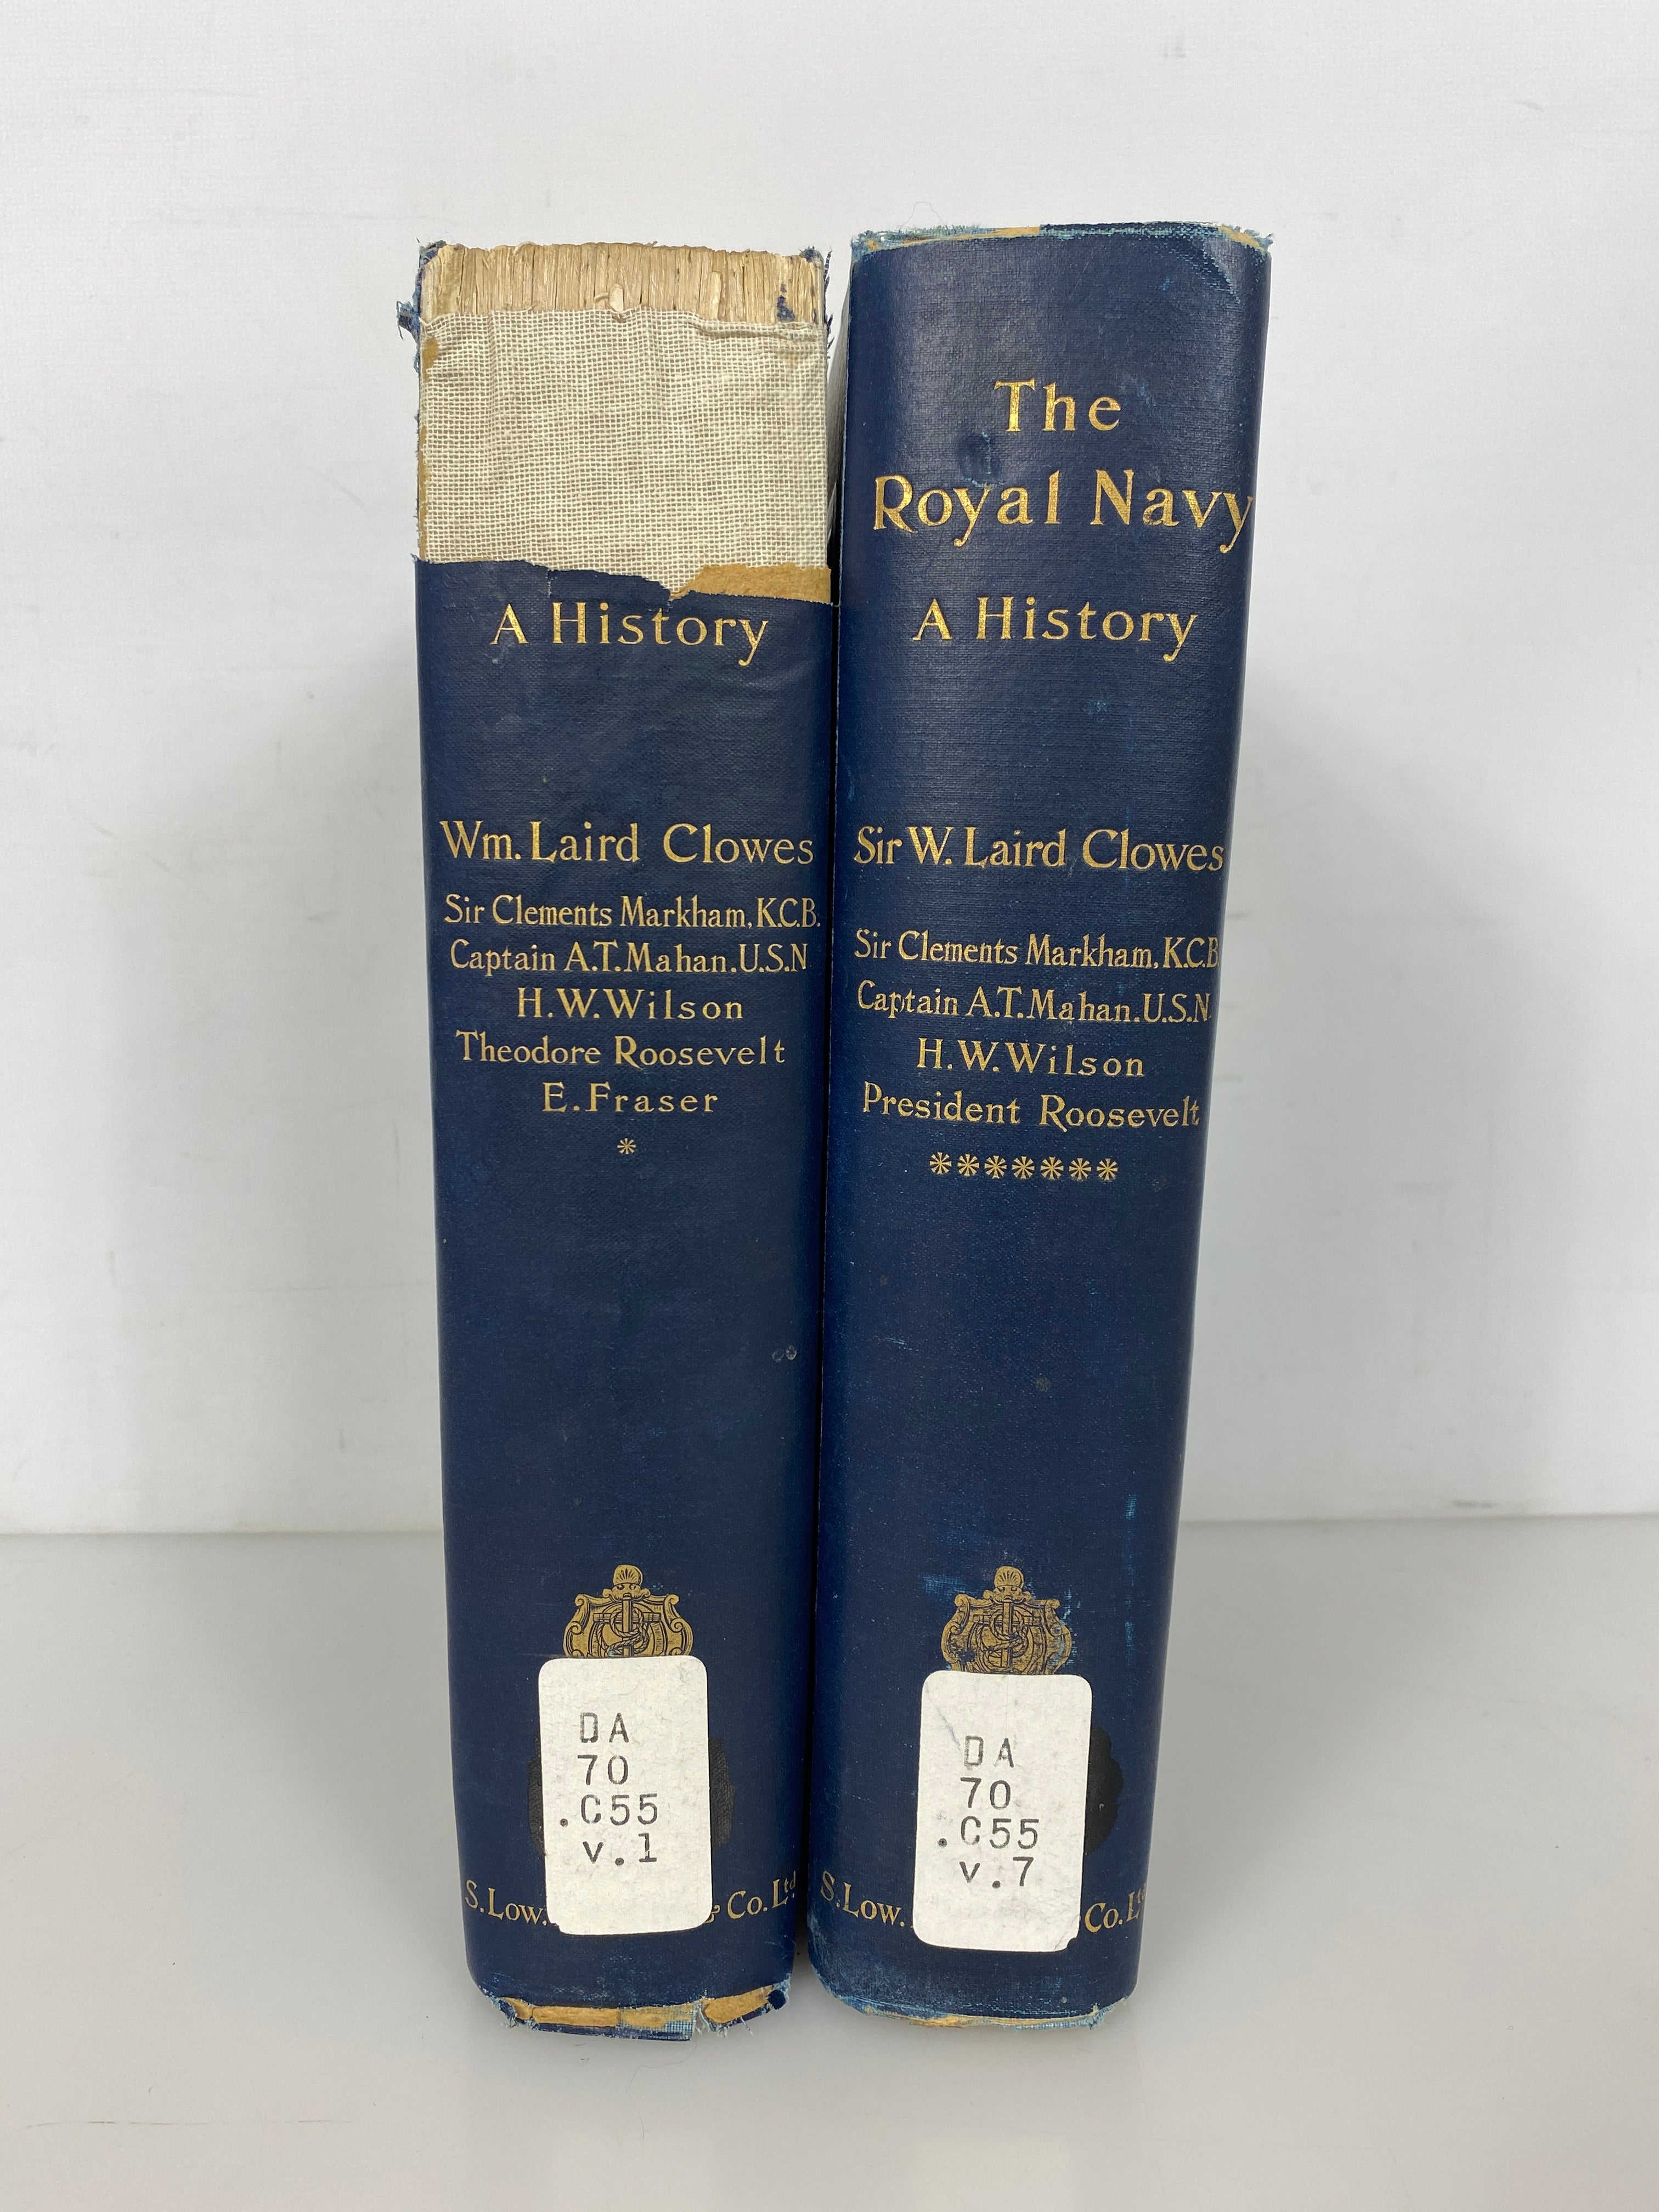 A History
Wm. Laird Clowes
Sir Clements Markham, K.C.B.
Captain A.T. Mahan. U.S.N
H.W. Wilson
Theodore Roosevelt
E. Fraser
*
DA
70
.C55
v.1
S. Low. & Co. Ltd.
The
Royal Navy
A History
Sir W. Laird Clowes
Sir Clements Markham, K.C.B
Captain A.T. Mahan. U.S.N.
H.W. Wilson
President Roosevelt
*******
DA
70
.C55
v.7
S. Low. Co. Ltd